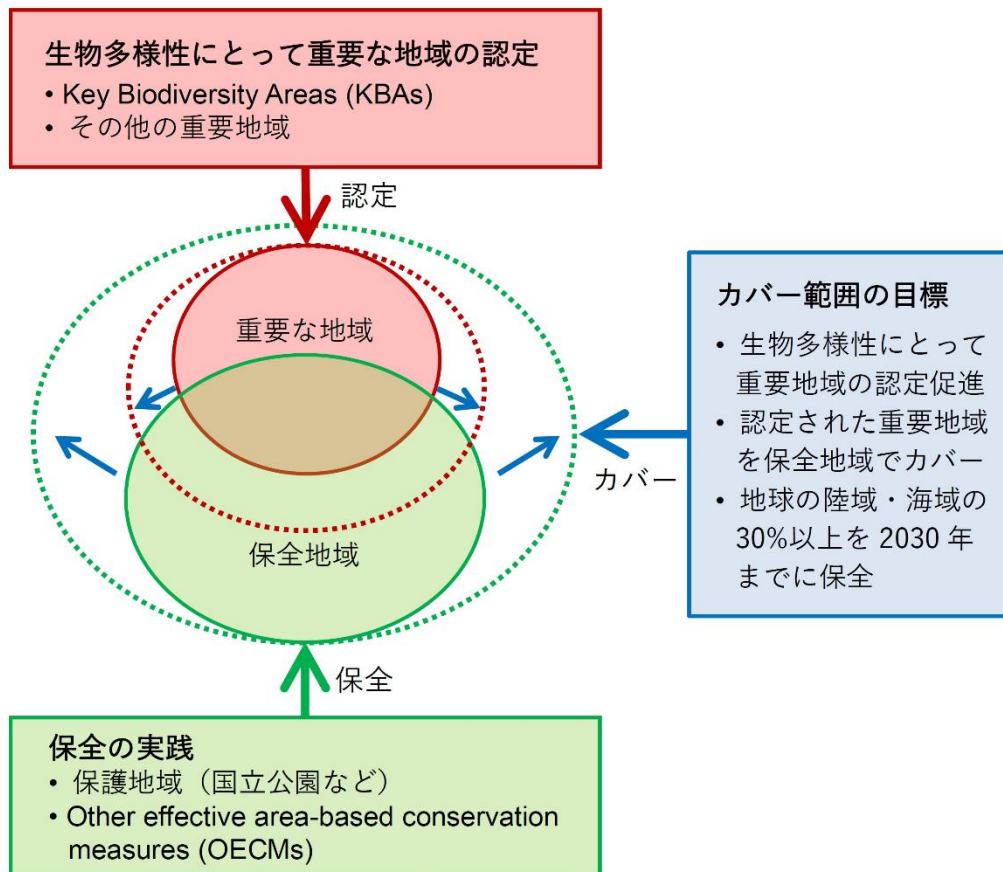 生物多様性にとって重要な地域の認定
• Key Biodiversity Areas (KBAs)
• その他の重要地域
認定
重要な地域
保全地域
カバー
カバー範囲の目標
• 生物多様性にとって
重要地域の認定促進
• 認定された重要地域
を保全地域でカバー
• 地球の陸域・海域の
30%以上を 2030 年
までに保全
保全
保全の実践
• 保護地域（国立公園など）
• Other effective area-based conservation
measures (OECMs)